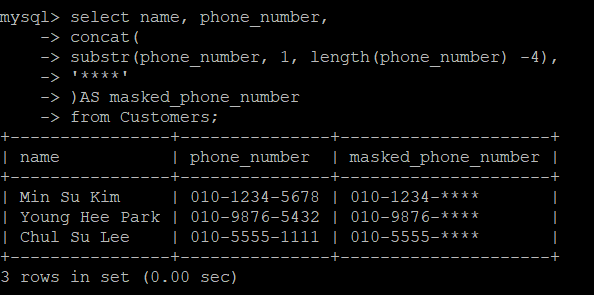 mysql> select name, phone_number,
    -> concat(
    -> substr(phone_number, 1, length(phone_number) -4),
    -> '****'
    -> )AS masked_phone_number
    -> from Customers;
+----------------+---------------+---------------------+
| name           | phone_number  | masked_phone_number |
+----------------+---------------+---------------------+
| Min Su Kim     | 010-1234-5678 | 010-1234-****       |
| Young Hee Park | 010-9876-5432 | 010-9876-****       |
| Chul Su Lee    | 010-5555-1111 | 010-5555-****       |
+----------------+---------------+---------------------+
3 rows in set (0.00 sec)